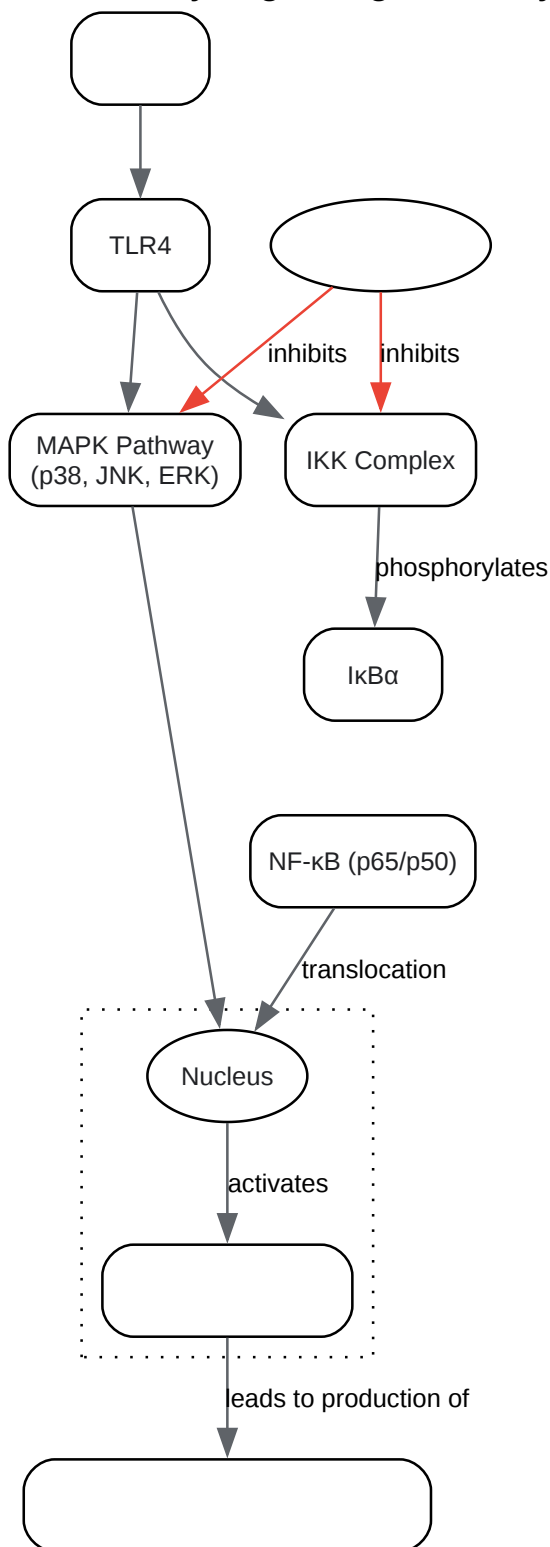 TLR4
inhibits
inhibits
MAPK Pathway
(p38, JNK, ERK)
IKK Complex
phosphorylates
IκBα
NF-κB (p65/p50)
translocation
Nucleus
activates
leads to production of